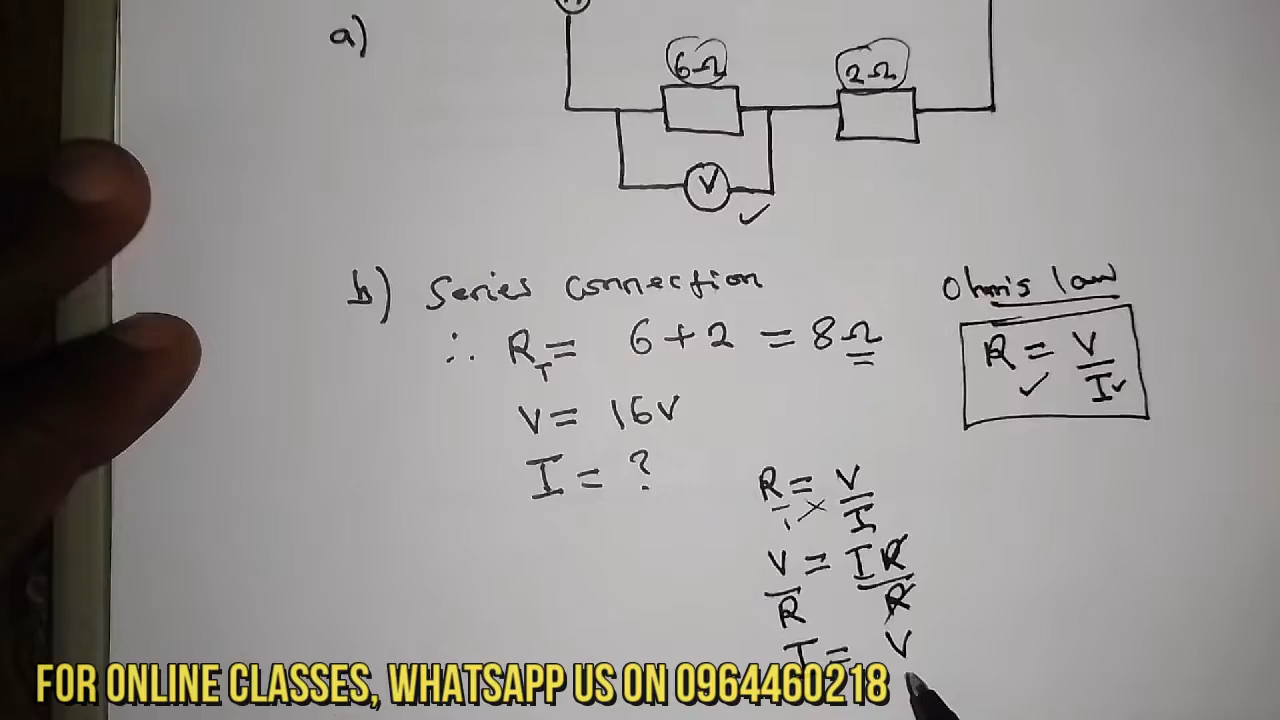 a)
6Ω 2Ω
V
b) Series connection
Ohm's law
∴ R_T = 6 + 2 = 8Ω
R = V/I
V = 16V
I = ?
R = V/I
V/R = IR/R
I = V
FOR ONLINE CLASSES, WHATSAPP US ON 0964460218